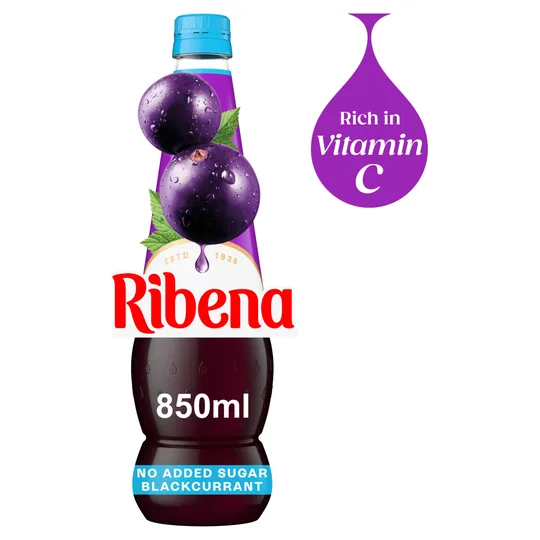 Rich in
Vitamin
C
ESTD 1938
Ribena
850ml
NO ADDED SUGAR
BLACKCURRANT